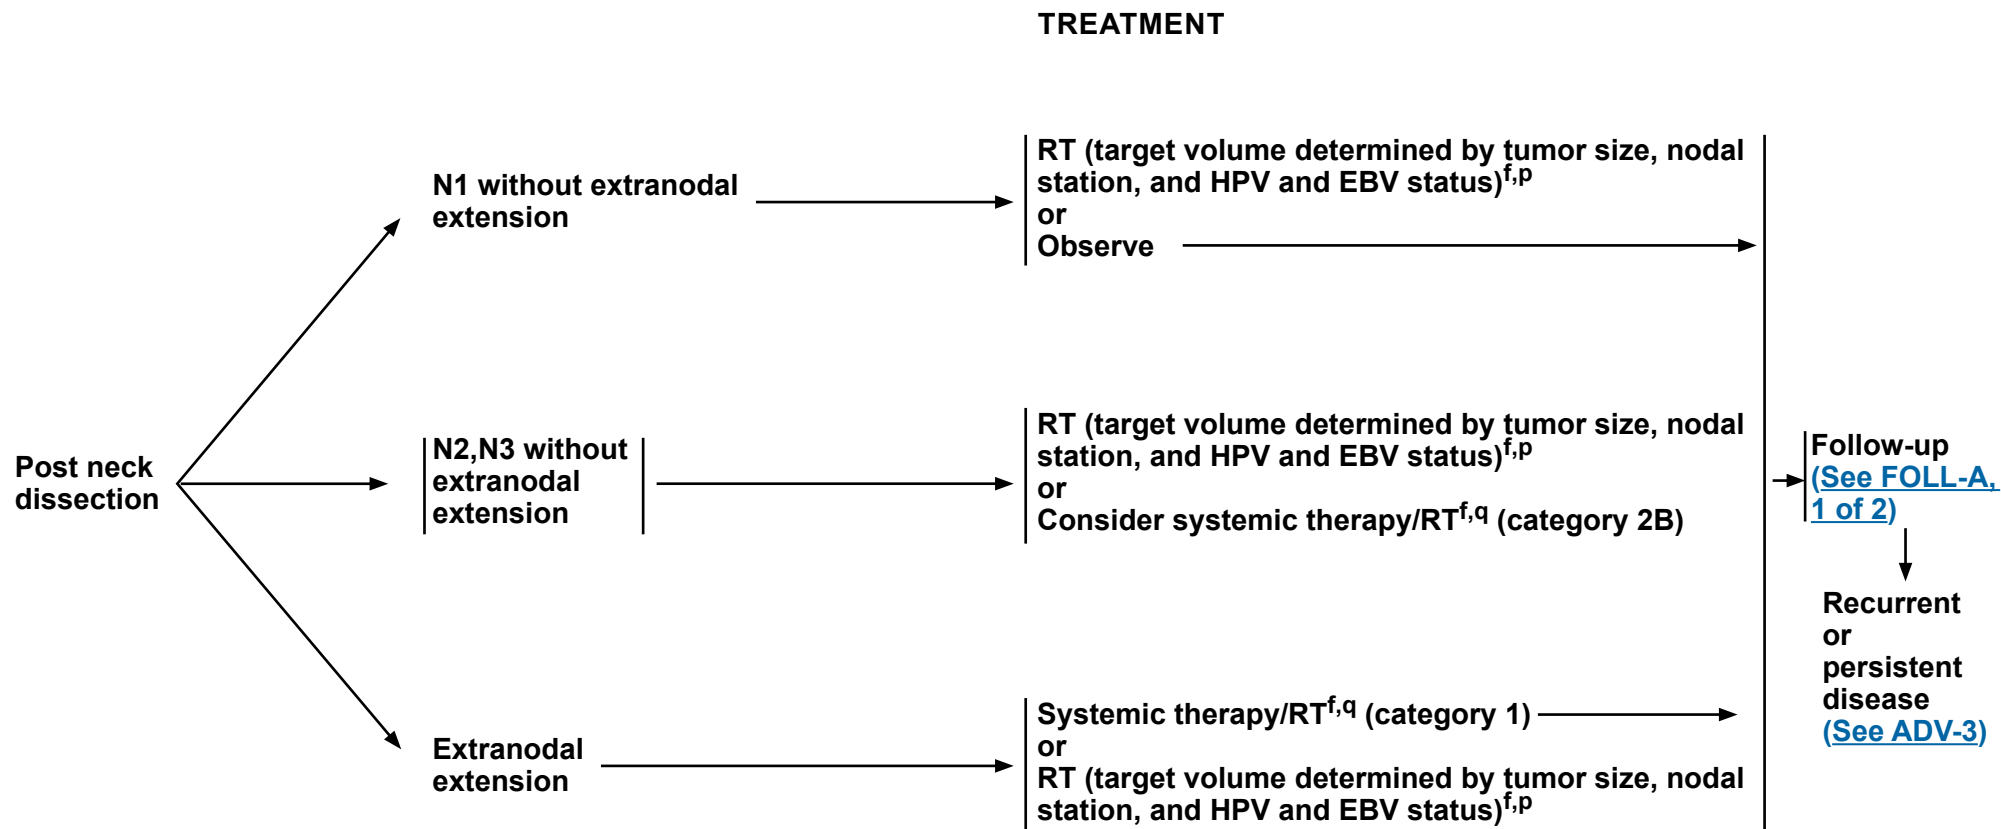 TREATMENT
Post neck
dissection
N1 without extranodal
extension
RT (target volume determined by tumor size, nodal
station, and HPV and EBV status)f,p
or
Observe
N2,N3 without
extranodal
extension
RT (target volume determined by tumor size, nodal
station, and HPV and EBV status)f,p
or
Consider systemic therapy/RTf,q (category 2B)
Extranodal
extension
Systemic therapy/RTf,q (category 1)
or
RT (target volume determined by tumor size, nodal
station, and HPV and EBV status)f,p
Follow-up
(See FOLL-A,
1 of 2)
Recurrent
or
persistent
disease
(See ADV-3)